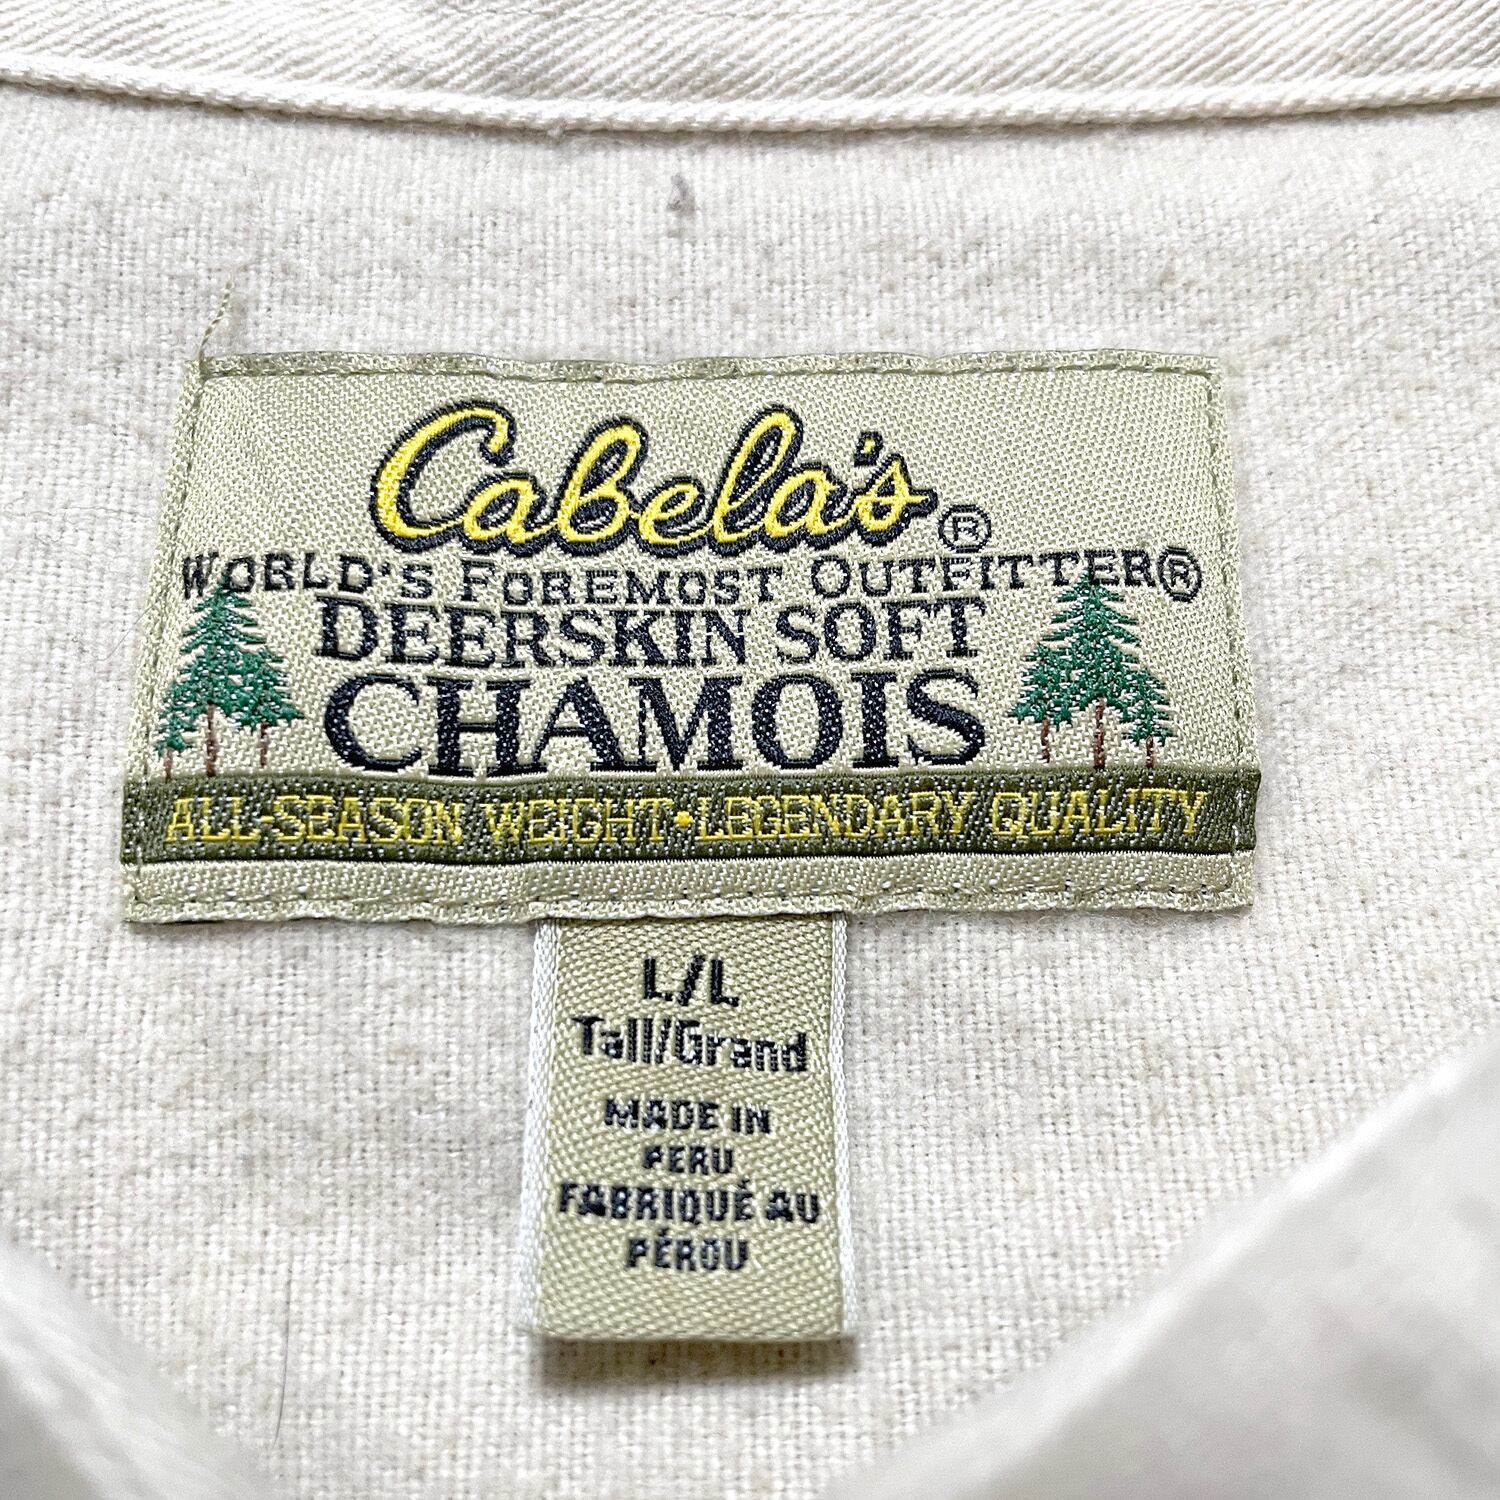 Cabela's®
WORLD'S FOREMOST OUTFITTER®
DEERSKIN SOFT
CHAMOIS
ALL-SEASON WEIGHT•LEGENDARY QUALITY
L/L
Tall/Grand
MADE IN
PERU
FABRIQUÉ AU
PÉROU